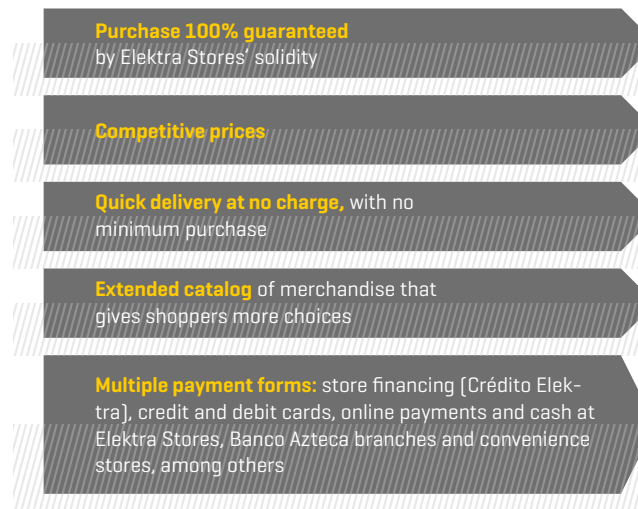 Purchase 100% guaranteed
by Elektra Stores’ solidity
Competitive prices
Quick delivery at no charge, with no
minimum purchase
Extended catalog of merchandise that
gives shoppers more choices
Multiple payment forms: store financing (Crédito Elek-
tra), credit and debit cards, online payments and cash at
Elektra Stores, Banco Azteca branches and convenience
stores, among others